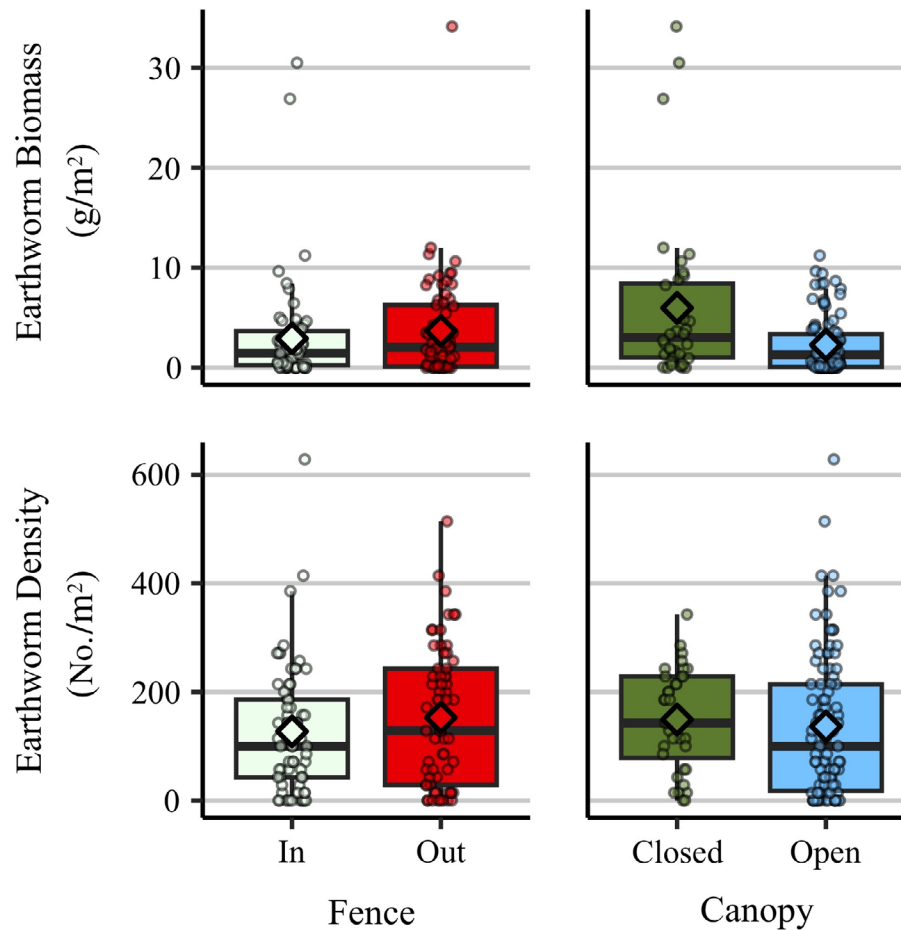 Earthworm Biomass
(g/m²)
30
20
10
0
Earthworm Density
(No./m²)
600
400
200
0
In
Out
Closed
Open
Fence
Canopy